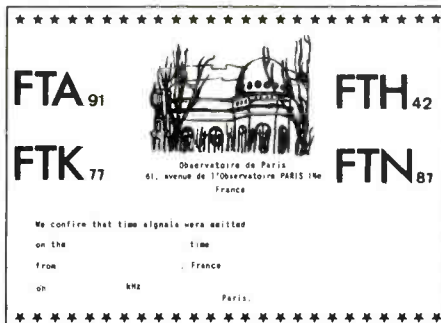 FTA 91
FTH 42
FTK 77
FTN 87
Observatoire de Paris
61, avenue de l'Observatoire PARIS 14e
France
We confirm that time signals were emitted
on the time
from , France
on kHz
Paris,